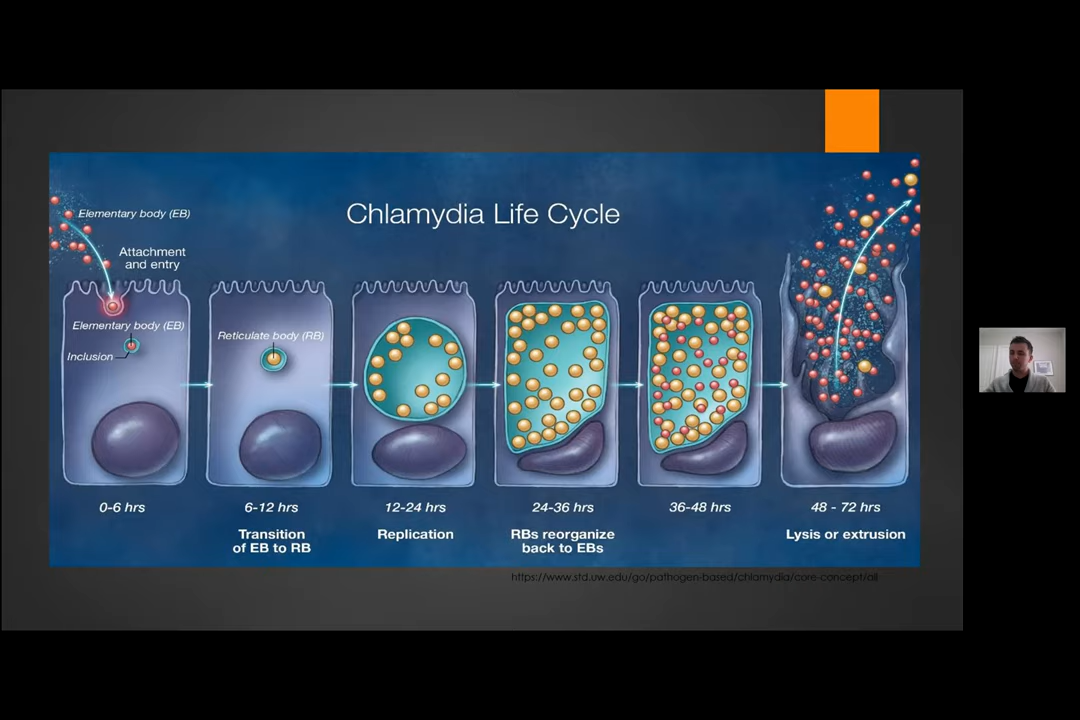 Chlamydia Life Cycle
Elementary body (EB)
Attachment
and entry
Elementary body (EB)
Inclusion
Reticulate body (RB)
0-6 hrs
6-12 hrs
12-24 hrs
24-36 hrs
36-48 hrs
48 - 72 hrs
Transition
of EB to RB
Replication
RBs reorganize
back to EBs
Lysis or extrusion
https://www.std.uw.edu/go/pathogen-based/chlamydia/core-concept/all